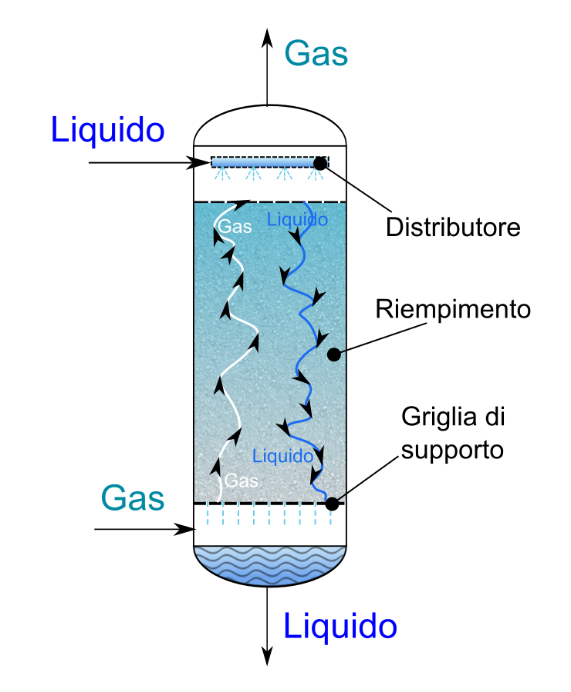 Gas
Liquido
Distributore
Liquido
Gas
Riempimento
Griglia di
supporto
Liquido
Gas
Gas
Liquido